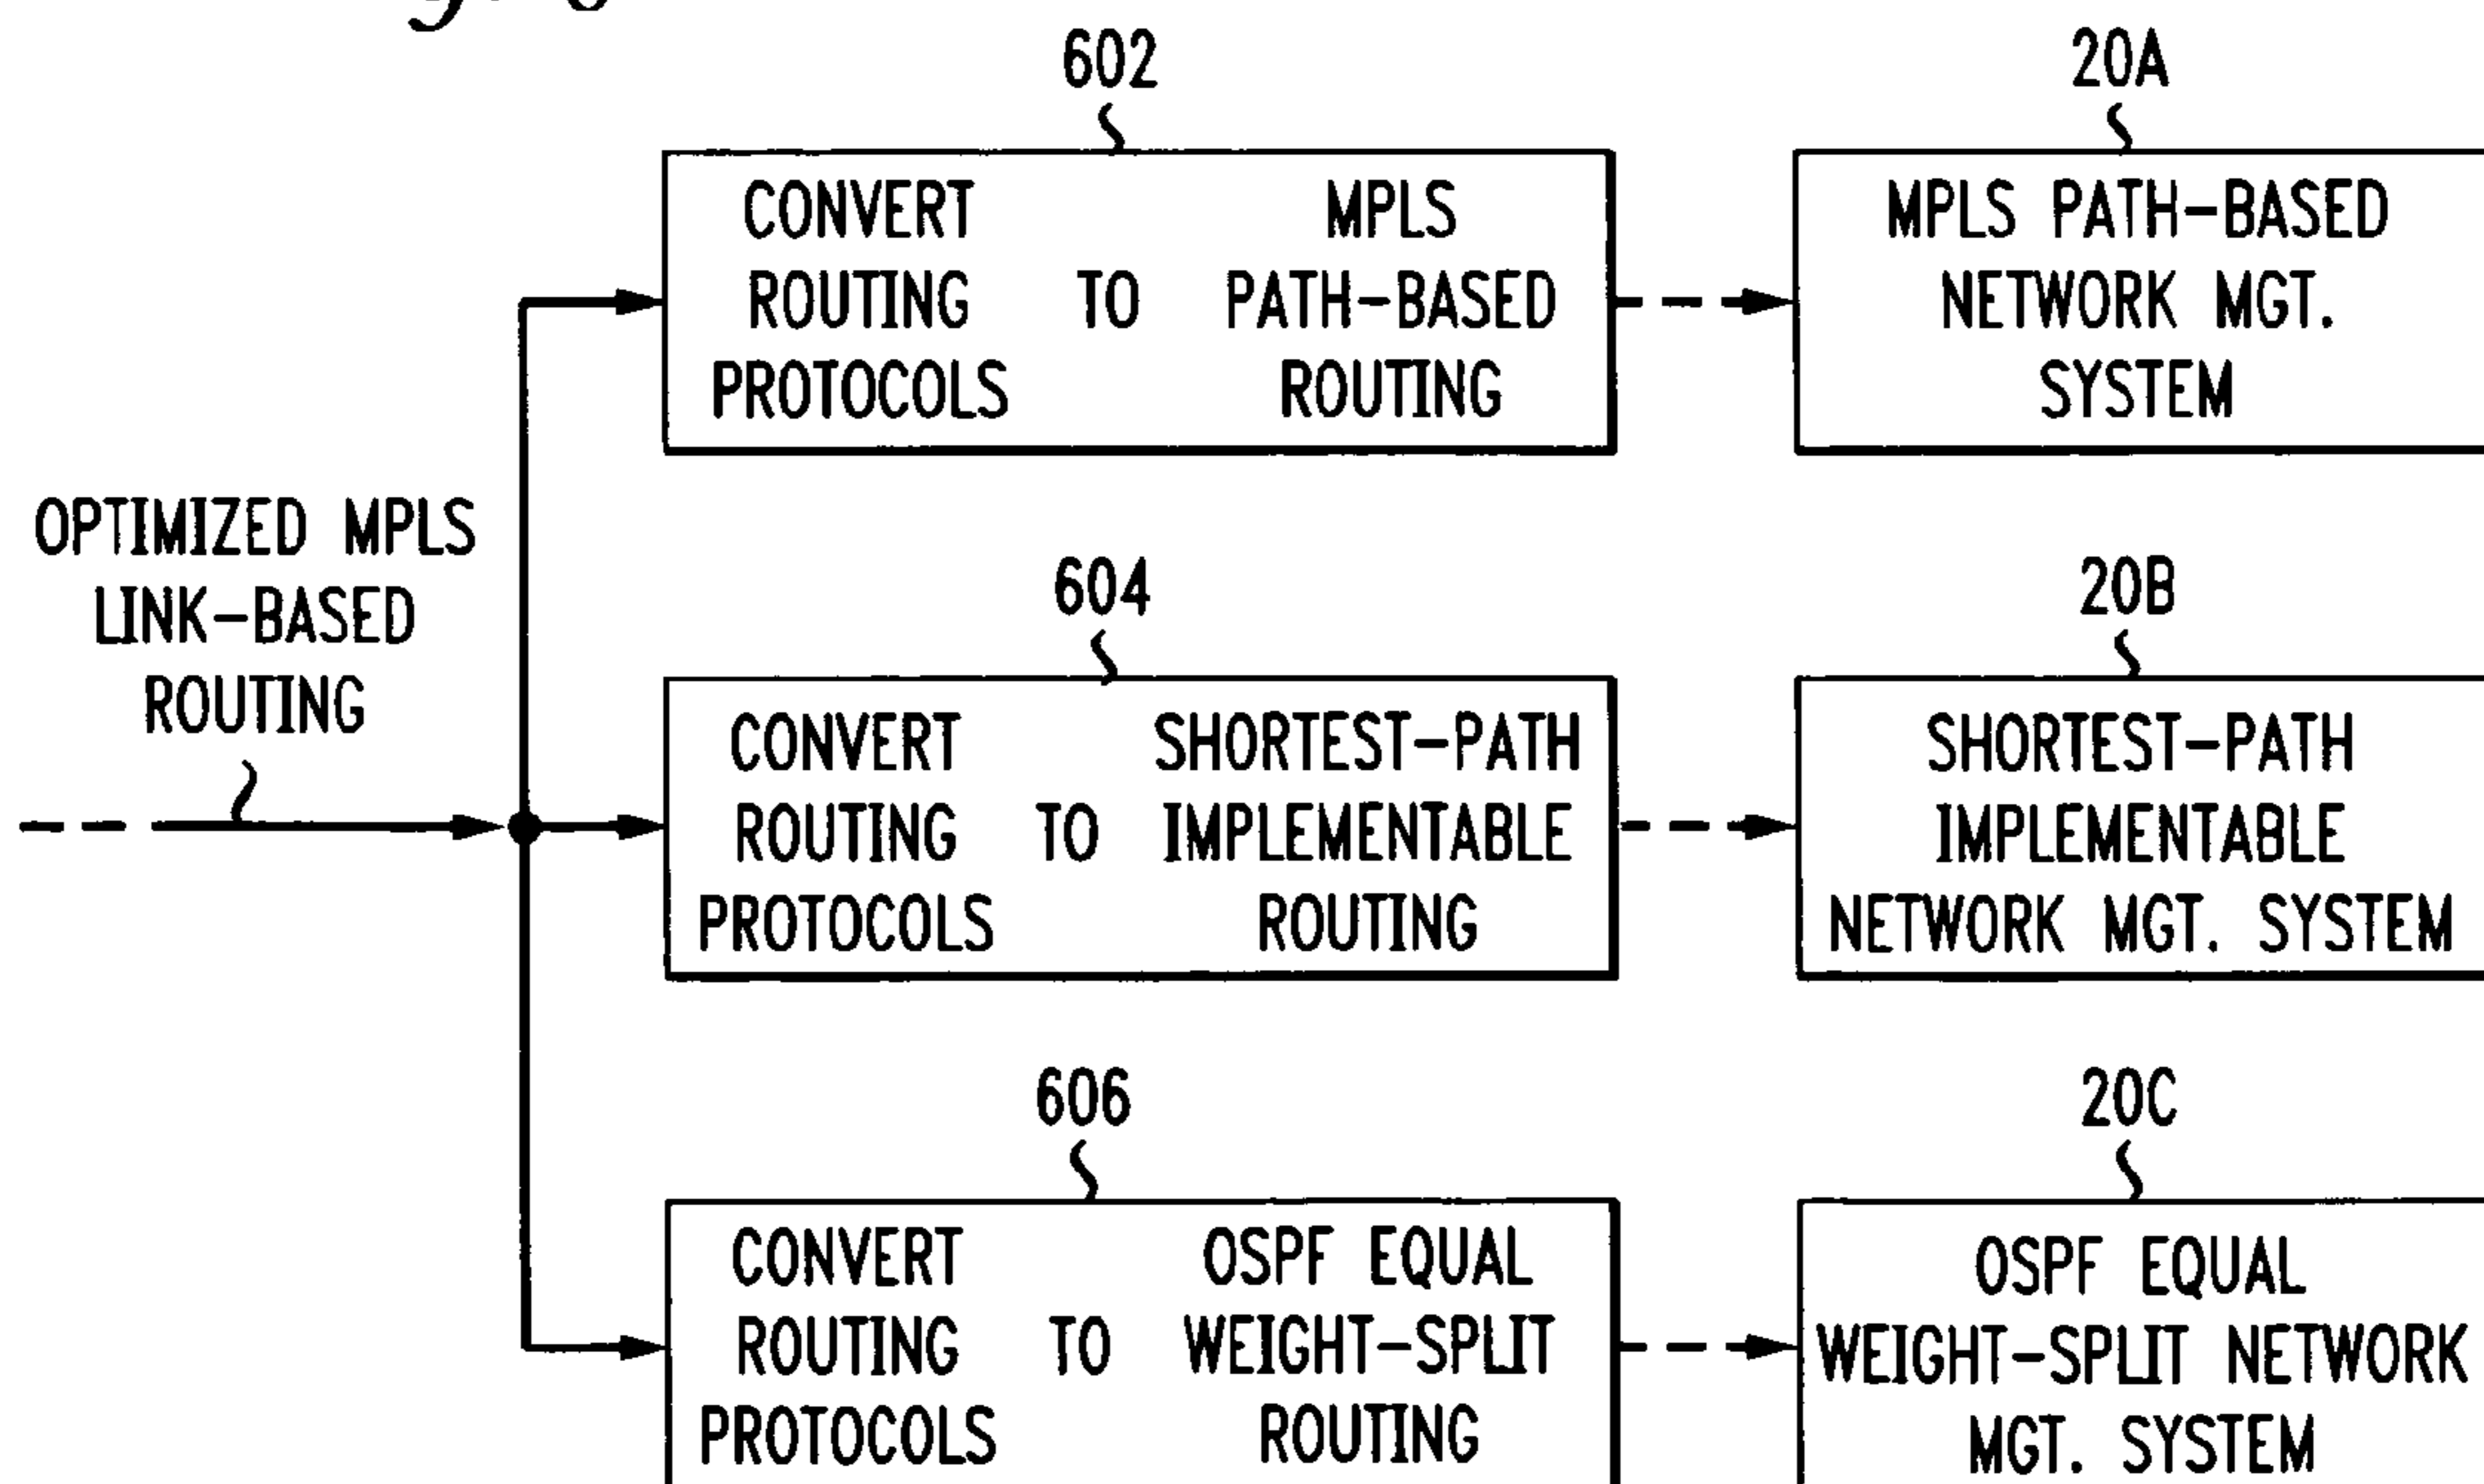 602
20A
CONVERT ROUTING PROTOCOLS
TO
MPLS PATH-BASED ROUTING
MPLS PATH-BASED
NETWORK MGT.
SYSTEM
OPTIMIZED MPLS
LINK-BASED
ROUTING
604
20B
CONVERT ROUTING PROTOCOLS
TO
SHORTEST-PATH IMPLEMENTABLE ROUTING
SHORTEST-PATH
IMPLEMENTABLE
NETWORK MGT. SYSTEM
606
20C
CONVERT ROUTING PROTOCOLS
TO
OSPF EQUAL WEIGHT-SPLIT ROUTING
OSPF EQUAL
WEIGHT-SPLIT NETWORK
MGT. SYSTEM